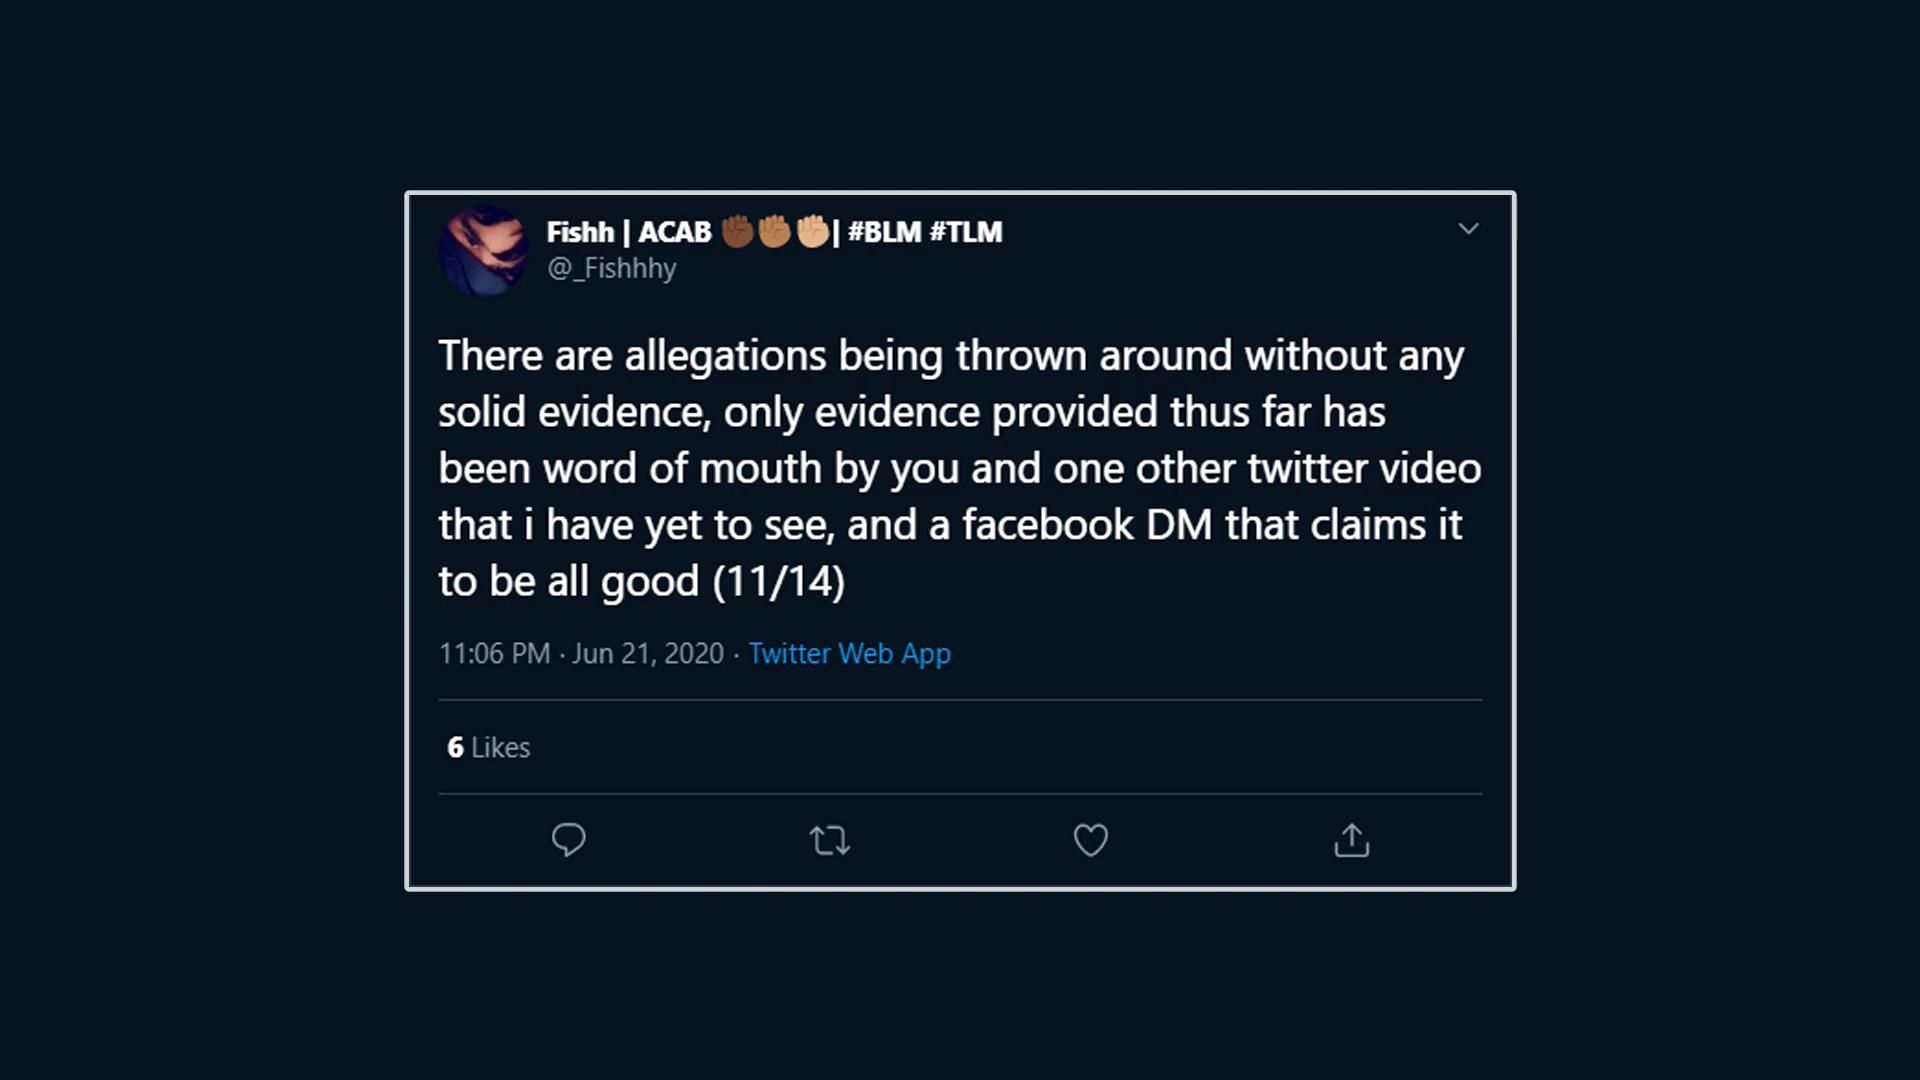 Fishh | ACAB ✊🏾✊🏽✊🏼| #BLM #TLM
@_Fishhhy
There are allegations being thrown around without any
solid evidence, only evidence provided thus far has
been word of mouth by you and one other twitter video
that i have yet to see, and a facebook DM that claims it
to be all good (11/14)
11:06 PM · Jun 21, 2020 · Twitter Web App
6 Likes